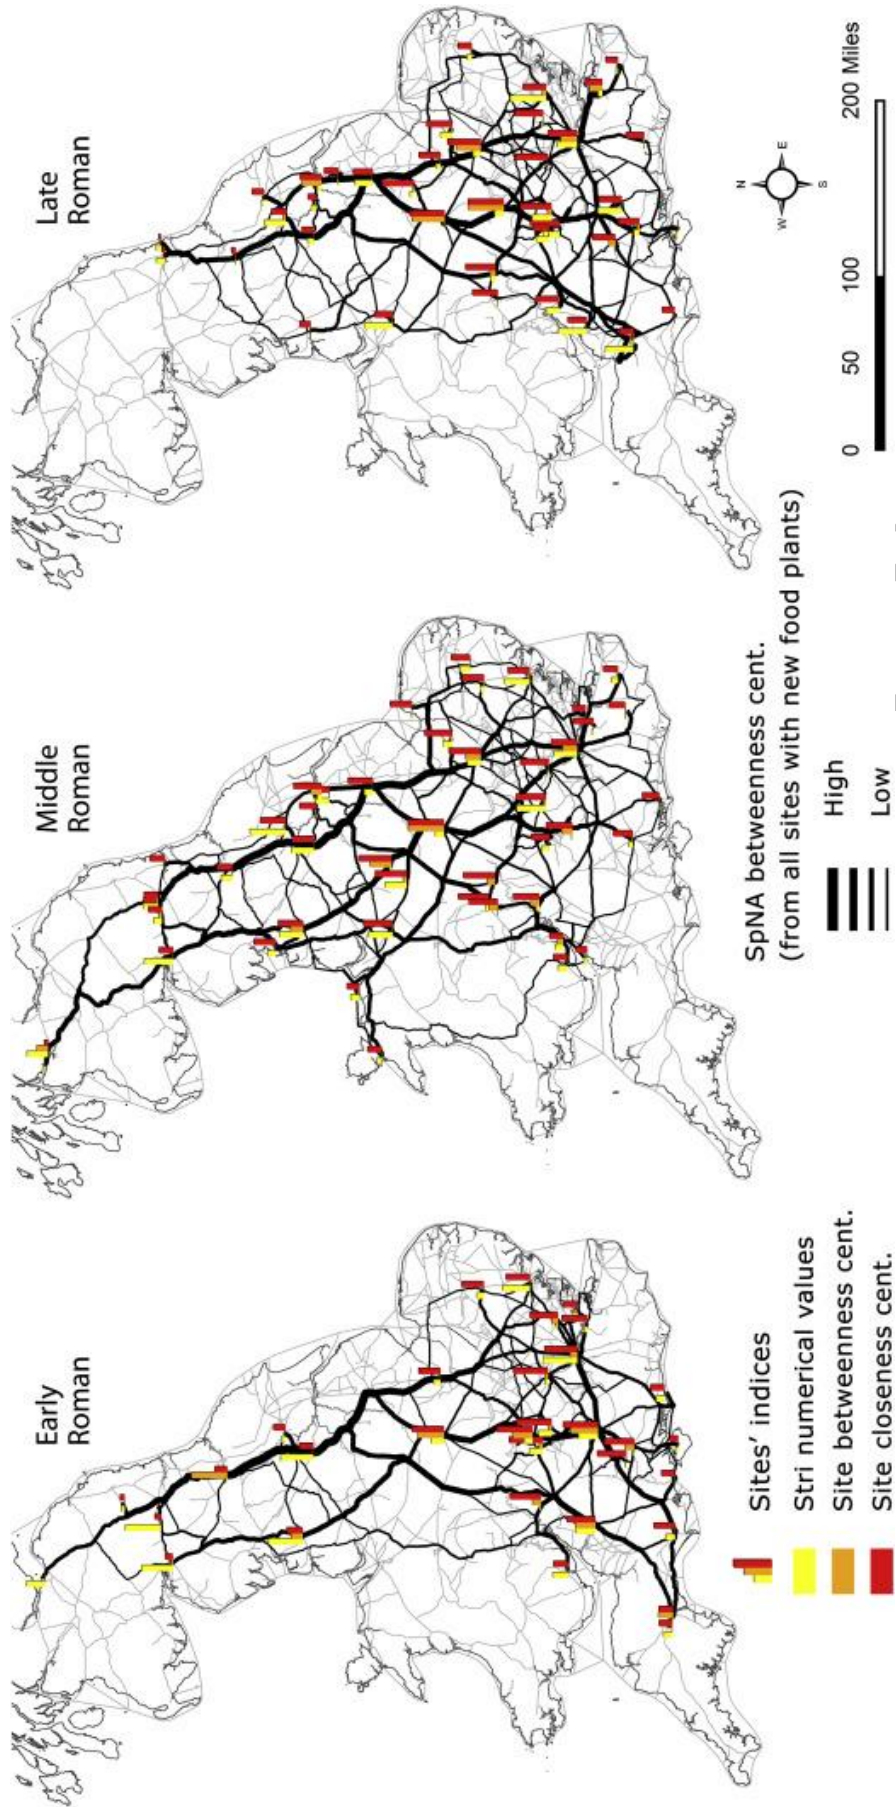 Early
Roman
Middle
Roman
Late
Roman
N
W
E
S
Sites' indices
Stri numerical values
Site betweenness cent.
Site closeness cent.
SpNA betweenness cent.
(from all sites with new food plants)
High
Low
0
50
100
200 Miles